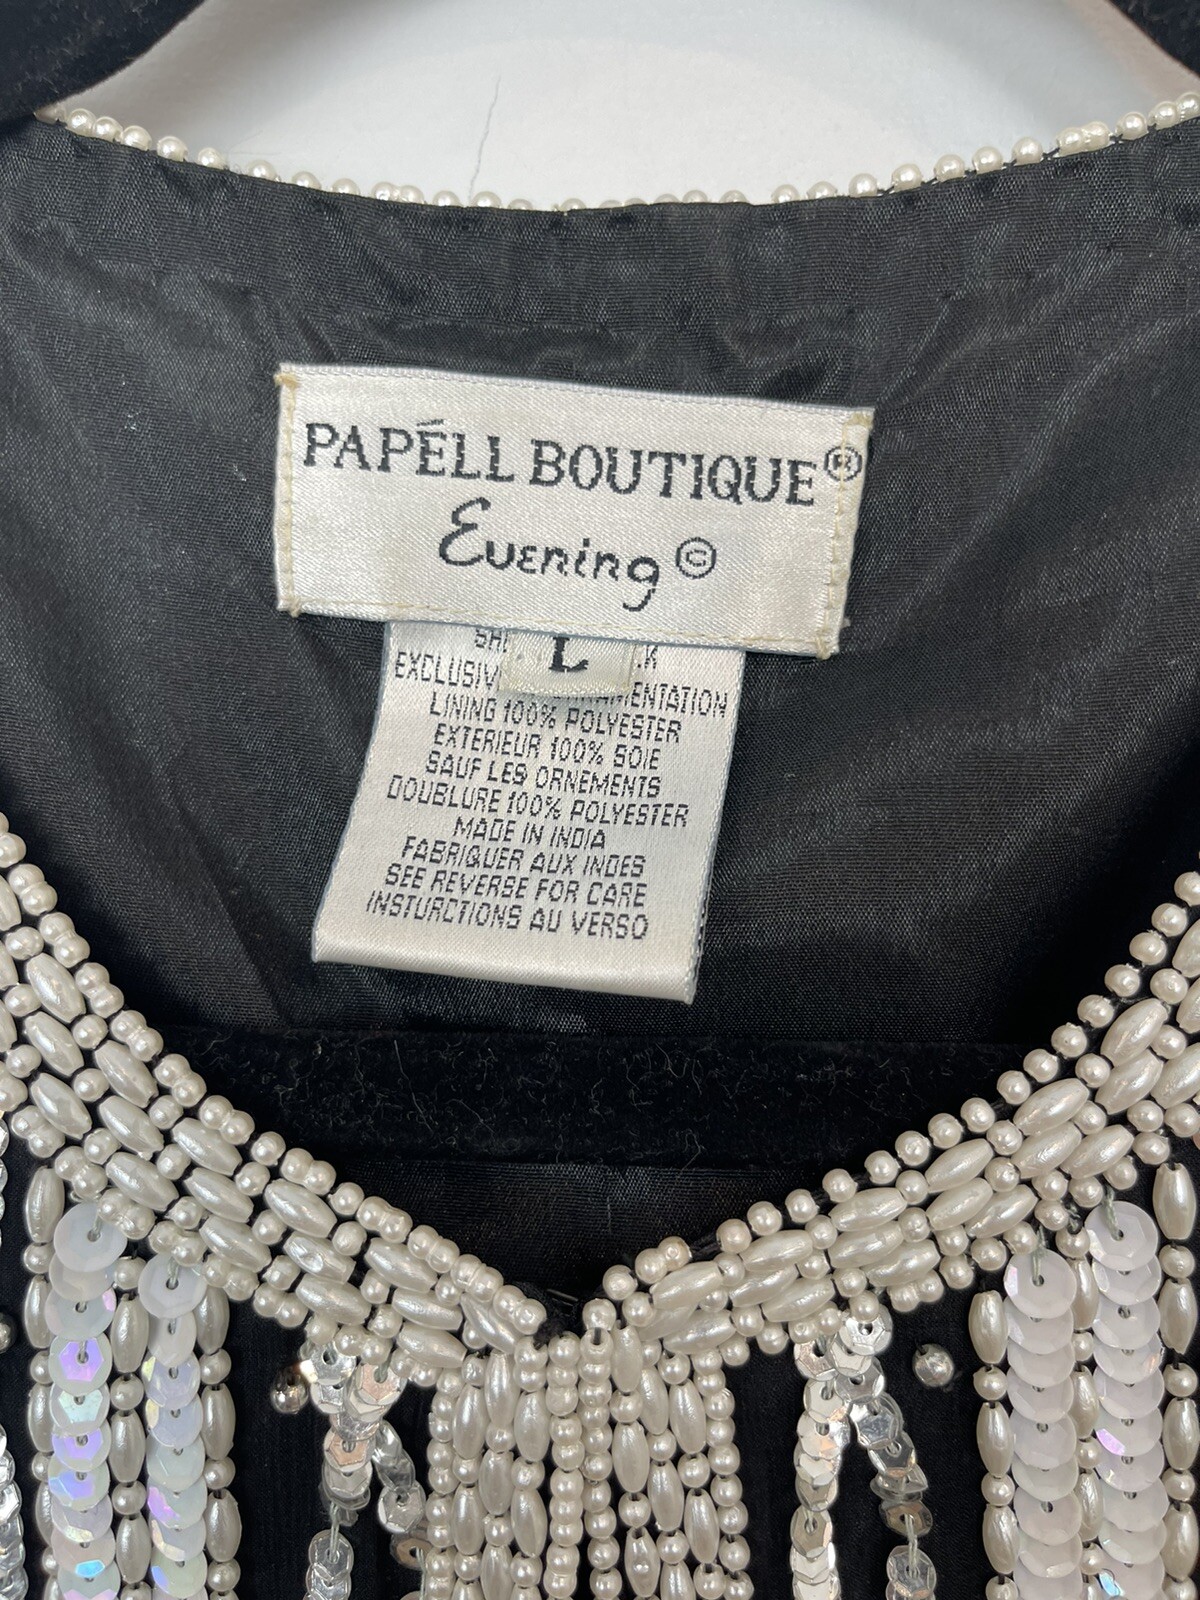 PAPÉLL BOUTIQUE®
Evening ©
L
LINING 100% POLYESTER
EXTERIEUR 100% SOIE
SAUF LES ORNEMENTS
DOUBLURE 100% POLYESTER
MADE IN INDIA
FABRIQUER AUX INDES
SEE REVERSE FOR CARE
INSTURCTIONS AU VERSO